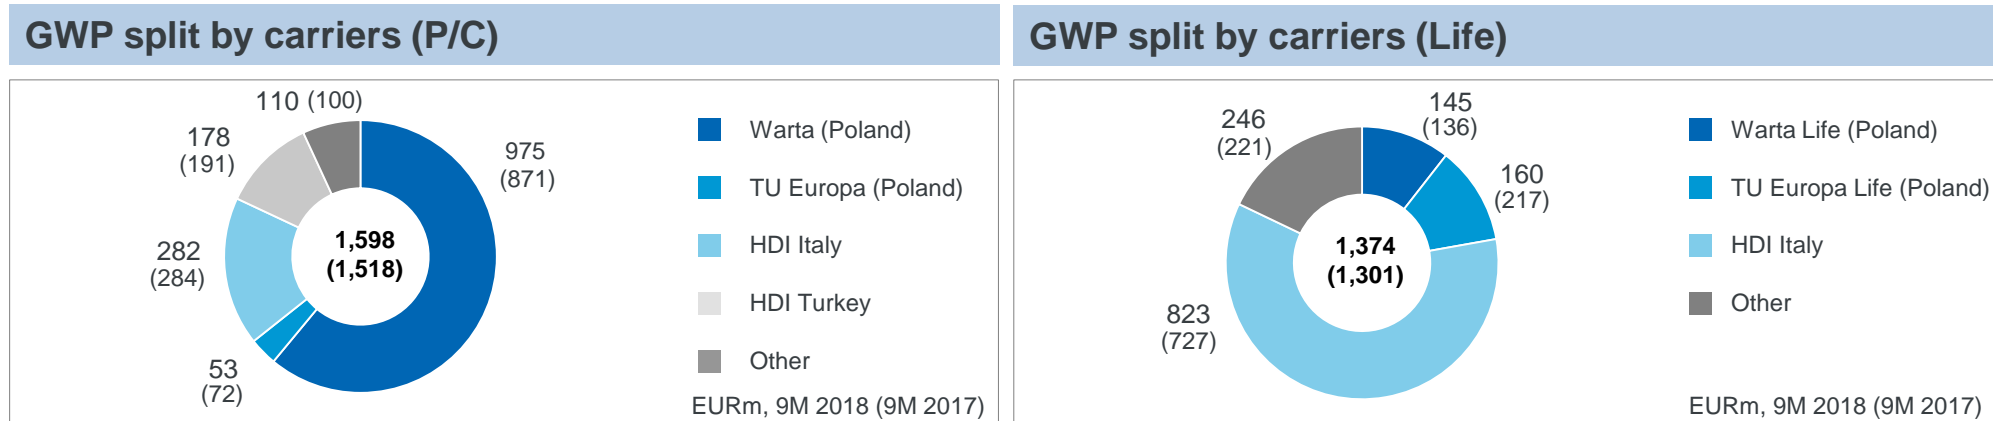 GWP split by carriers (P/C)
110 (100)
178
(191)
975
(871)
282
(284)
1,598
(1,518)
53
(72)
Warta (Poland)
TU Europa (Poland)
HDI Italy
HDI Turkey
Other
EURm, 9M 2018 (9M 2017)
GWP split by carriers (Life)
246
(221)
145
(136)
160
(217)
1,374
(1,301)
823
(727)
Warta Life (Poland)
TU Europa Life (Poland)
HDI Italy
Other
EURm, 9M 2018 (9M 2017)